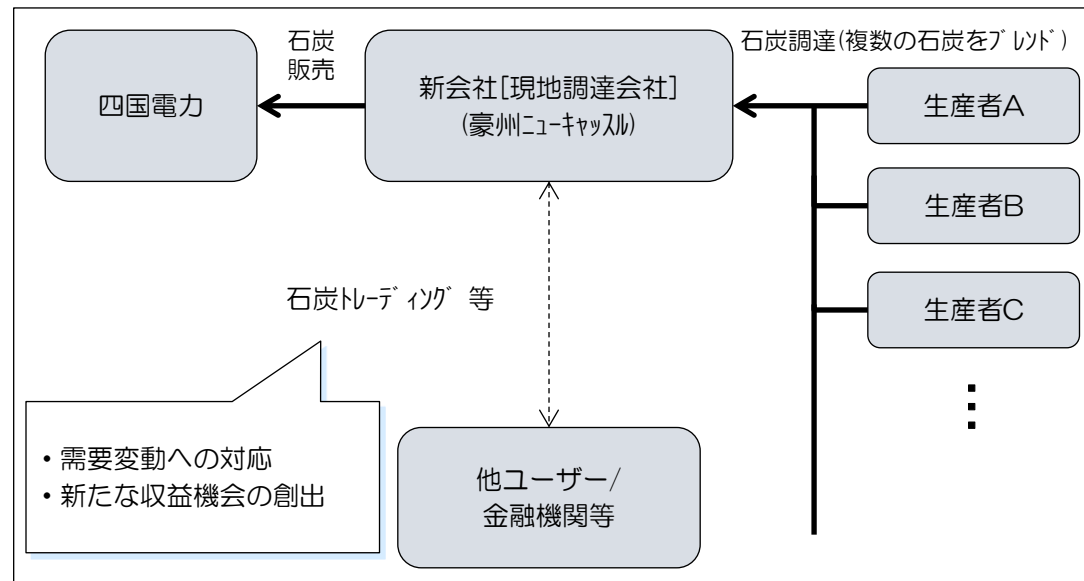 石炭
販売
石炭調達(複数の石炭をﾌﾞﾚﾝﾄﾞ)
四国電力
新会社[現地調達会社]
(豪州ﾆｭｰｷｬｯｽﾙ)
生産者A
生産者B
生産者C
石炭ﾄﾚｰﾃﾞｨﾝｸﾞ等
・需要変動への対応
・新たな収益機会の創出
他ユーザー/
金融機関等